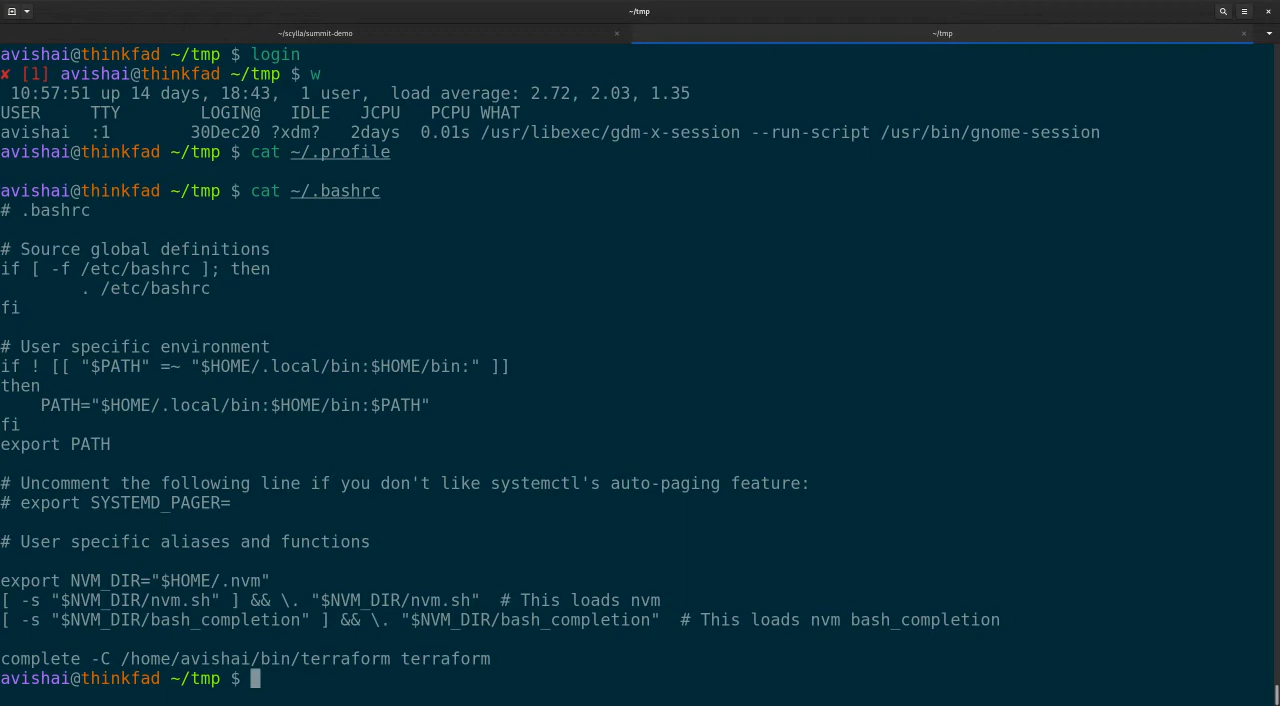 ~/tmp
~/scylla/summit-demo
~/tmp
avishai@thinkfad ~/tmp $ login
✘ [1] avishai@thinkfad ~/tmp $ w
 10:57:51 up 14 days, 18:43,  1 user,  load average: 2.72, 2.03, 1.35
USER     TTY        LOGIN@   IDLE   JCPU   PCPU WHAT
avishai  :1        30Dec20 ?xdm?   2days  0.01s /usr/libexec/gdm-x-session --run-script /usr/bin/gnome-session
avishai@thinkfad ~/tmp $ cat ~/.profile
avishai@thinkfad ~/tmp $ cat ~/.bashrc
# .bashrc
# Source global definitions
if [ -f /etc/bashrc ]; then
        . /etc/bashrc
fi
# User specific environment
if ! [[ "$PATH" =~ "$HOME/.local/bin:$HOME/bin:" ]]
then
    PATH="$HOME/.local/bin:$HOME/bin:$PATH"
fi
export PATH
# Uncomment the following line if you don't like systemctl's auto-paging feature:
# export SYSTEMD_PAGER=
# User specific aliases and functions
export NVM_DIR="$HOME/.nvm"
[ -s "$NVM_DIR/nvm.sh" ] && \. "$NVM_DIR/nvm.sh"  # This loads nvm
[ -s "$NVM_DIR/bash_completion" ] && \. "$NVM_DIR/bash_completion"  # This loads nvm bash_completion
complete -C /home/avishai/bin/terraform terraform
avishai@thinkfad ~/tmp $